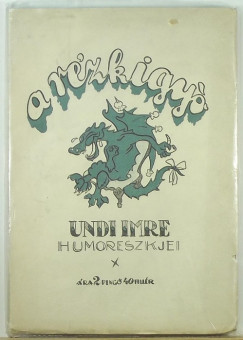 a rézkigyó
UNDI IMRE
HUMORESZKJEI
x
ÁRA 2 PENGŐ 40 FILLÉR